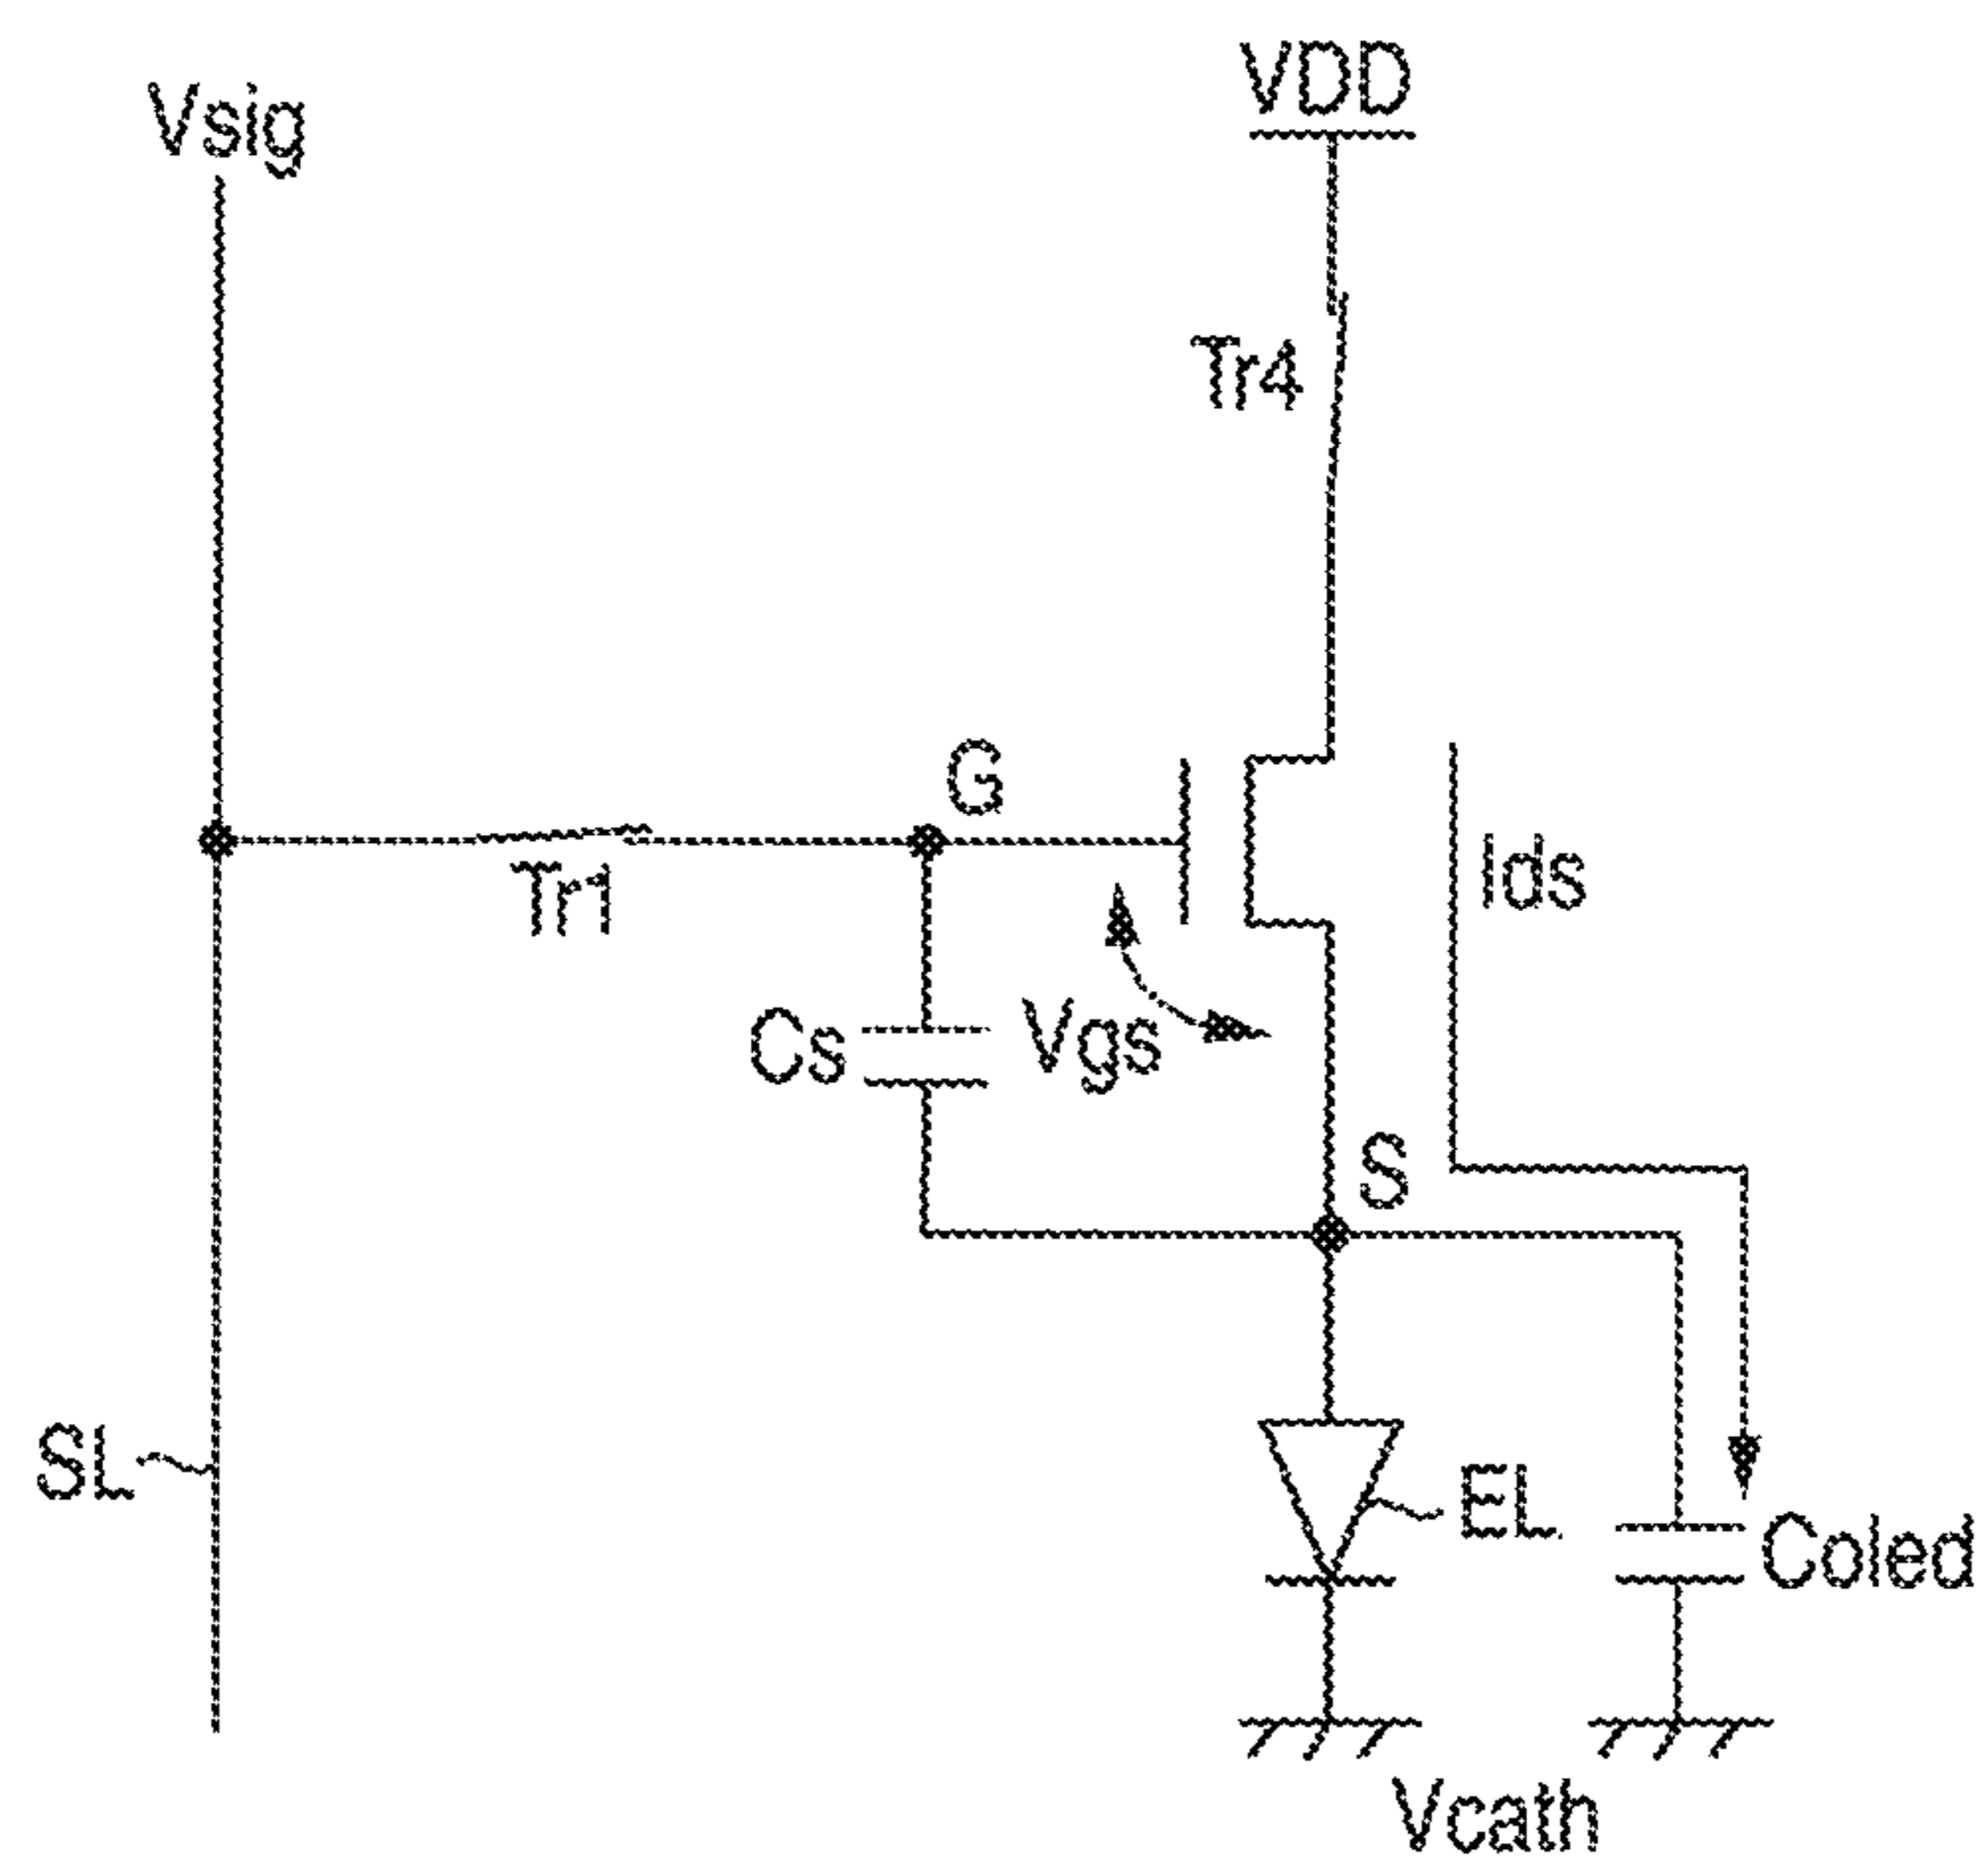 Vsig
VDD
Tr4
G
Tr1
Ids
Cs
Vgs
S
SL
EL
Coled
Vcath